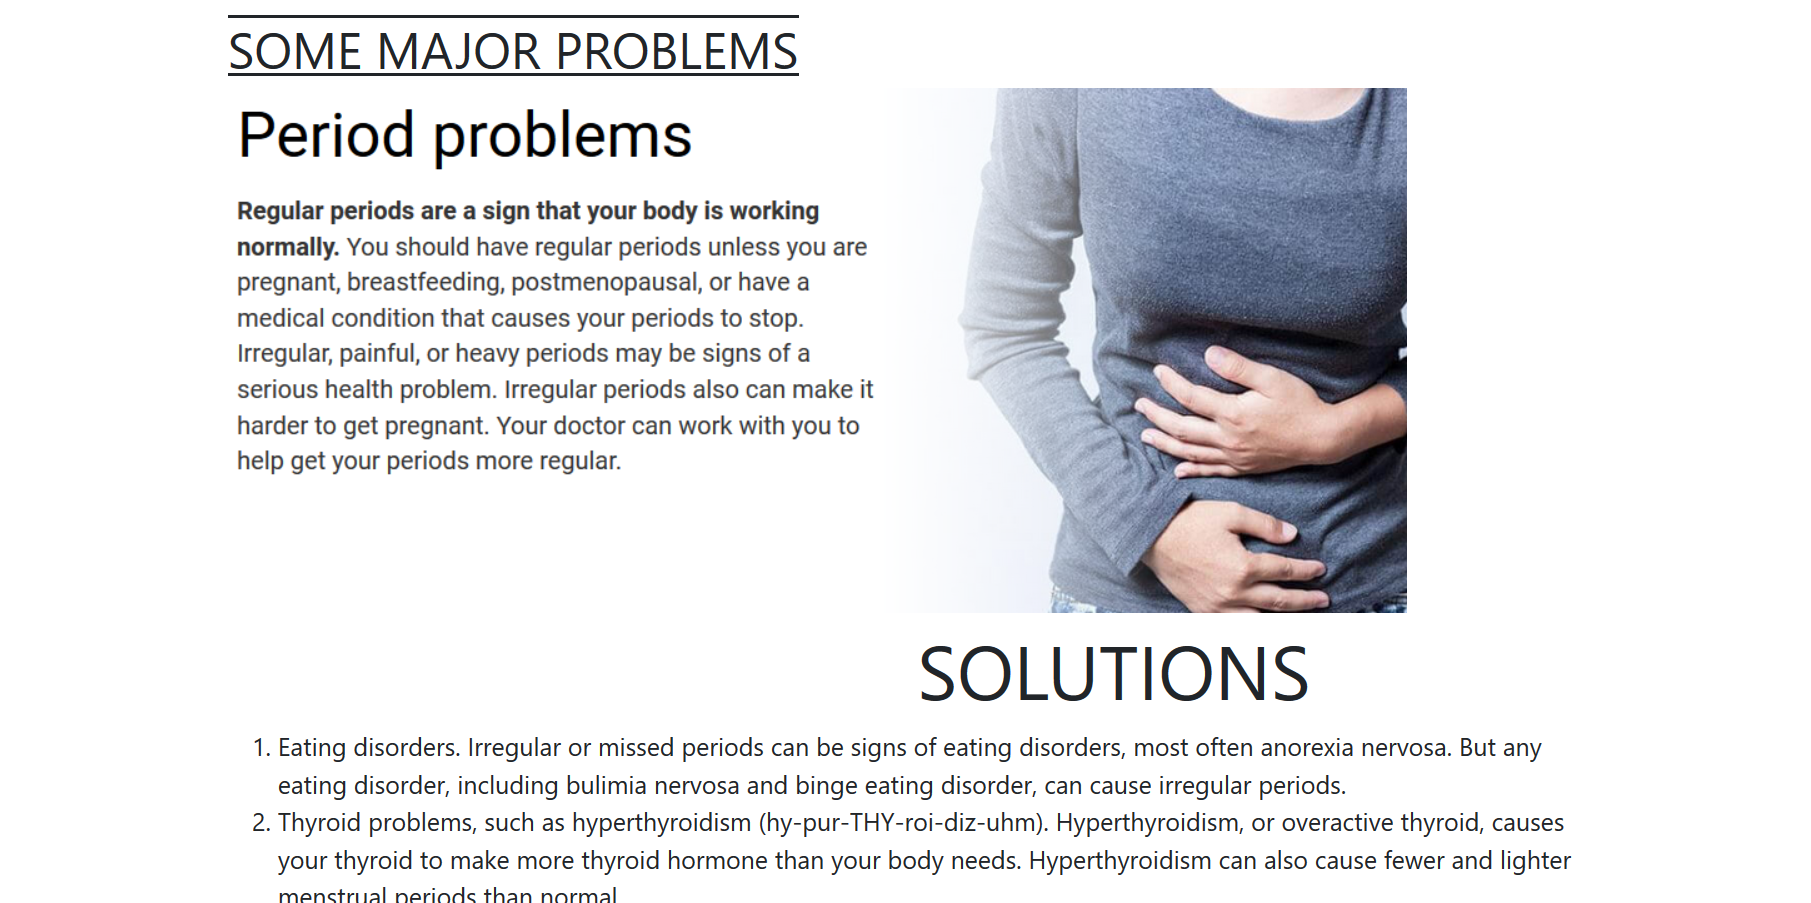 SOME MAJOR PROBLEMS
Period problems
Regular periods are a sign that your body is working
normally. You should have regular periods unless you are
pregnant, breastfeeding, postmenopausal, or have a
medical condition that causes your periods to stop.
Irregular, painful, or heavy periods may be signs of a
serious health problem. Irregular periods also can make it
harder to get pregnant. Your doctor can work with you to
help get your periods more regular.
SOLUTIONS
1. Eating disorders. Irregular or missed periods can be signs of eating disorders, most often anorexia nervosa. But any
eating disorder, including bulimia nervosa and binge eating disorder, can cause irregular periods.
2. Thyroid problems, such as hyperthyroidism (hy-pur-THY-roi-diz-uhm). Hyperthyroidism, or overactive thyroid, causes
your thyroid to make more thyroid hormone than your body needs. Hyperthyroidism can also cause fewer and lighter
menstrual periods than normal